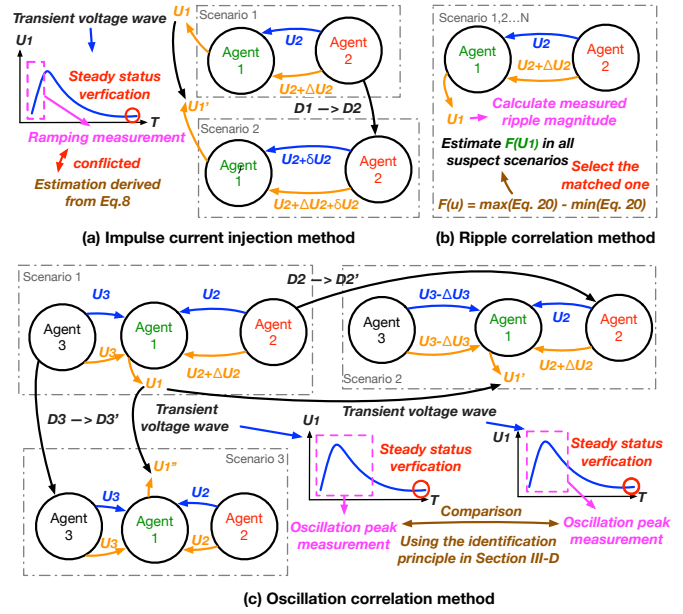 Transient voltage wave
U1
Steady status
verfication
T
Ramping measurement
conflicted
Estimation derived
from Eq.8
Scenario 1
U1
Agent
1
U2
Agent
2
U2+ΔU2
U1'
D1 —> D2
Scenario 2
Agent
1
U2+δU2
Agent
2
U2+ΔU2+δU2
(a) Impulse current injection method
Scenario 1,2...N
Agent
1
U2
Agent
2
U2+ΔU2
U1
Calculate measured
ripple magnitude
Estimate F(U1) in all
suspect scenarios
Select the
matched one
F(u) = max(Eq. 20) - min(Eq. 20)
(b) Ripple correlation method
Scenario 1
Agent
3
U3
Agent
1
U2
Agent
2
U3
U2+ΔU2
U1
D2 —> D2'
Agent
3
U3-ΔU3
Agent
1
U2
Agent
2
U3-ΔU3
U2+ΔU2
U1'
Scenario 2
D3 —> D3'
Scenario 3
U1"
Agent
3
U3
Agent
1
U2
Agent
2
U3
U2
Transient
voltage wave
U1
Steady status
verfication
T
Oscillation peak
measurement
Transient voltage wave
U1
Steady status
verfication
T
Oscillation peak
measurement
Comparison
Using the identification
principle in Section III-D
(c) Oscillation correlation method